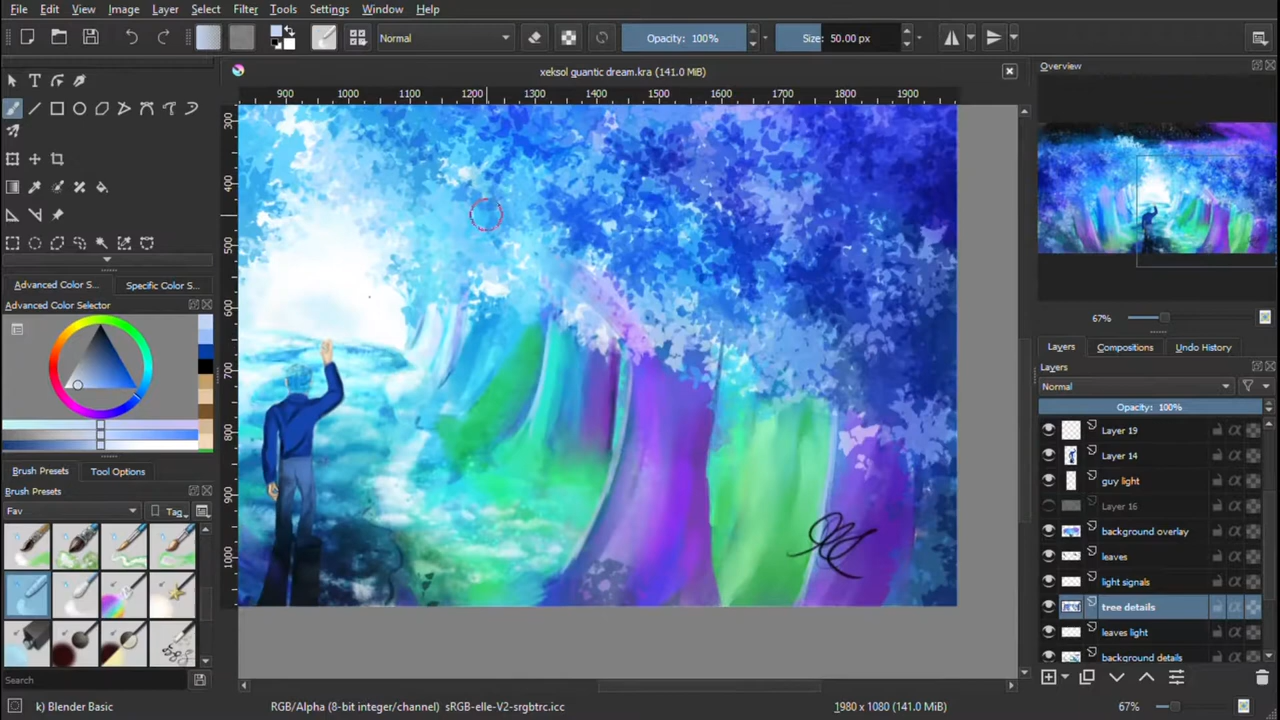 File Edit View Image Layer Select Filter Tools Settings Window Help
Normal Opacity: 100% Size: 50.00 px
xeksol guantic dream.kra (141.0 MiB)
900 1000 1100 1200 1300 1400 1500 1600 1700 1800 1900
300
400
500
600
700
800
900
1000
Advanced Color S... Specific Color S...
Advanced Color Selector
Brush Presets Tool Options
Brush Presets
Fav Tag
Search
k) Blender Basic RGB/Alpha (8-bit integer/channel) sRGB-elle-V2-srgbtrc.icc 1980 x 1080 (141.0 MiB) 67%
Overview
67%
Layers Compositions Undo History
Layers
Normal
Opacity: 100%
Layer 19
Layer 14
guy light
Layer 16
background overlay
leaves
light signals
tree details
leaves light
background details